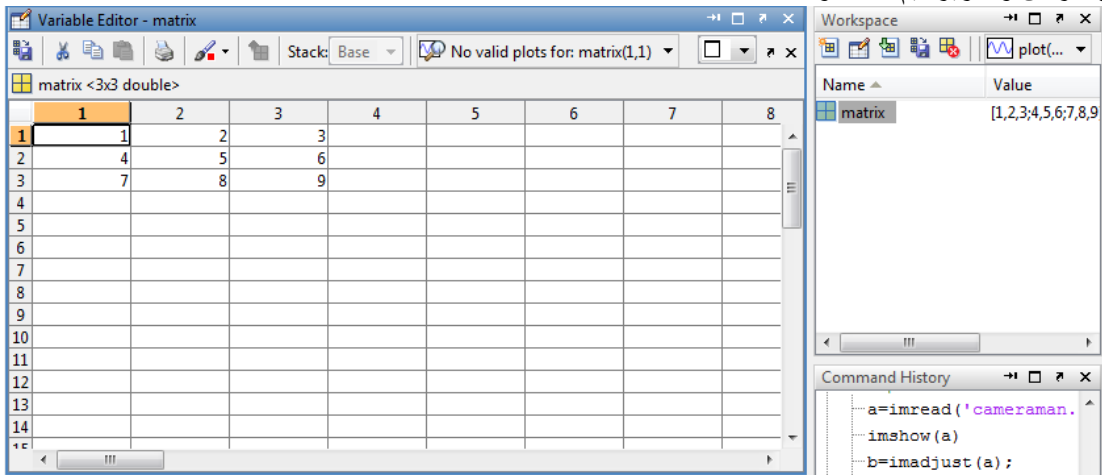 Variable Editor - matrix
Stack: Base No valid plots for: matrix(1,1)
matrix <3x3 double>
1 2 3 4 5 6 7 8
1 1 2 3
2 4 5 6
3 7 8 9
4
5
6
7
8
9
10
11
12
13
14
15
Workspace
plot(...
Name Value
matrix [1,2,3;4,5,6;7,8,9
Command History
a=imread('cameraman.
imshow(a)
b=imadjust(a);